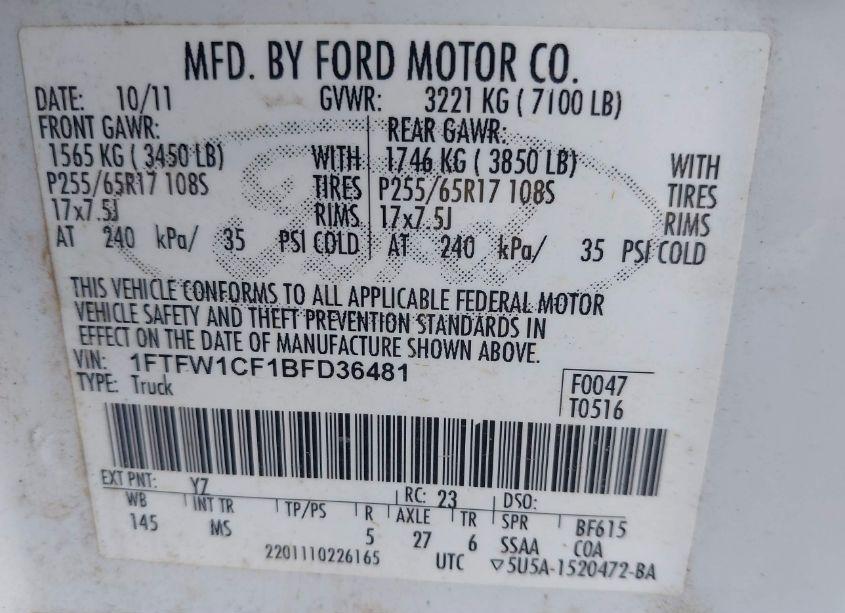 MFD. BY FORD MOTOR CO.
DATE: 10/11 GVWR: 3221 KG ( 7100 LB)
FRONT GAWR: REAR GAWR:
1565 KG ( 3450 LB) WITH 1746 KG ( 3850 LB) WITH
P255/65R17 108S TIRES P255/65R17 108S TIRES
17x7.5J RIMS 17x7.5J RIMS
AT 240 kPa/ 35 PSI COLD AT 240 kPa/ 35 PSI COLD
Ford
THIS VEHICLE CONFORMS TO ALL APPLICABLE FEDERAL MOTOR
VEHICLE SAFETY AND THEFT PREVENTION STANDARDS IN
EFFECT ON THE DATE OF MANUFACTURE SHOWN ABOVE.
VIN: 1FTFW1CF1BFD36481
TYPE: Truck
F0047
T0516
EXT PNT: YZ RC: 23 DSO:
WB INT TR TP/PS R AXLE TR SPR BF615
145 MS 5 27 6 SSAA COA
2201110226165 UTC ▽5U5A-1520472-BA